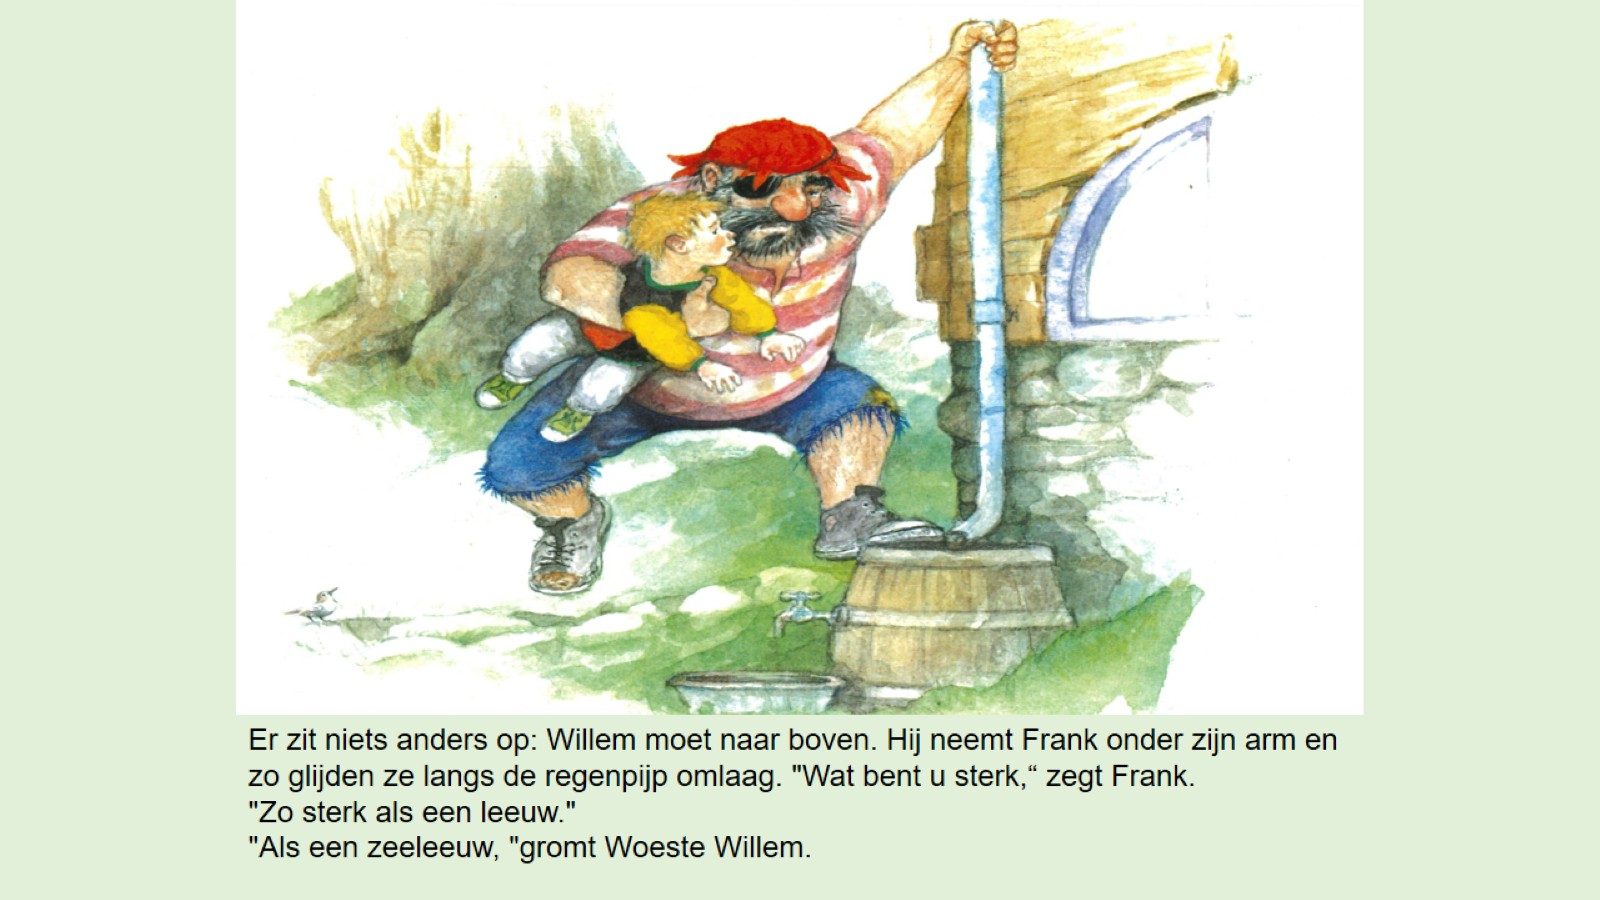 Er zit niets anders op: Willem moet naar boven. Hij neemt Frank onder zijn arm en
zo glijden ze langs de regenpijp omlaag. "Wat bent u sterk,“ zegt Frank.
"Zo sterk als een leeuw."
"Als een zeeleeuw, "gromt Woeste Willem.